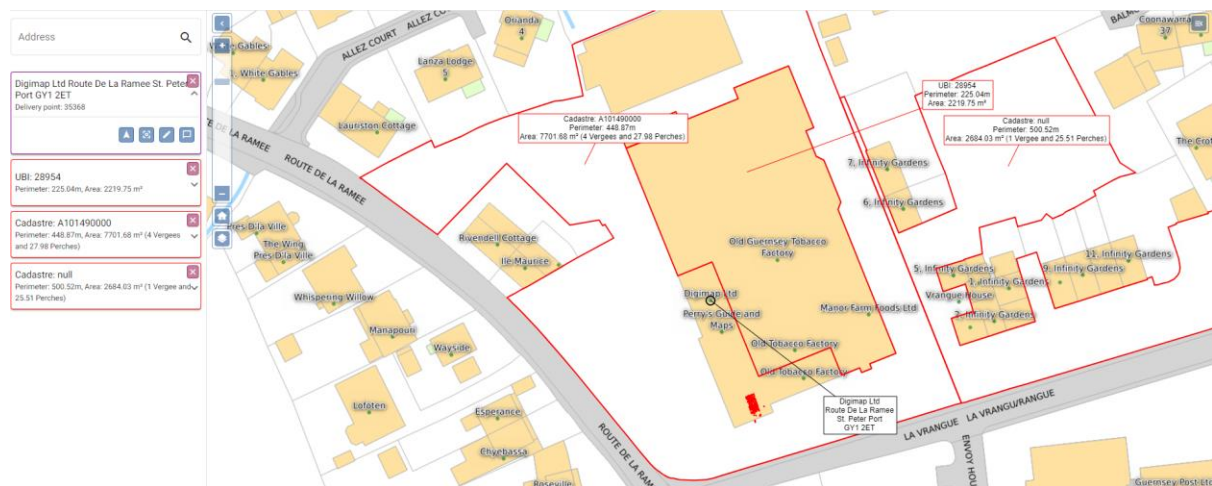 Address
Digimap Ltd Route De La Ramee St. Peter
Port GY1 2ET
Delivery point: 35368
UBI: 28954
Perimeter: 225.04m, Area: 2219.75 m²
Cadastre: A101490000
Perimeter: 448.87m, Area: 7701.68 m² (4 Vergees
and 27.98 Perches)
Cadastre: null
Perimeter: 500.52m, Area: 2684.03 m² (1 Vergee and
25.51 Perches)
Gables
1, White Gables
ALLEZ COURT
Ouanda
4
Lanza Lodge
5
Lauriston Cottage
DE LA RAMEE
ROUTE DE LA RAMEE
Cadastre: A101490000
Perimeter: 448.87m
Area: 7701.68 m² (4 Vergees and 27.98 Perches)
UBI: 28954
Perimeter: 225.04m
Area: 2219.75m²
Cadastre: null
Perimeter: 500.52m
Area: 2684.03 m² (1 Vergee and 25.51 Perches)
BALM
Coonawarra
37
The Crof
7, Infinity Gardens
6, Infinity Gardens
Pres Dila Ville
The Wing
Pres Dila Ville
Rivendell Cottage
Ile Maurice
Old Guernsey Tobacco
Factory
5, Infinity Gardens
1, Infinity Gardens
9, Infinity Gardens
11, Infinity Gardens
Vrangue House
2, Infinity Gardens
Whispering Willow
Manapouri
Wayside
Digimap Ltd
Perry's Guide and
Maps
Manor Farm Foods Ltd
Old Tobacco Factory
Old Tobacco Factory
Digimap Ltd
Route De La Ramee
St. Peter Port
GY1 2ET
Lofoten
Esperance
Chyebassa
Roseville
ROUTE DE LA RAM
LA VRANGUE
LA VRANGU/RANGUE
ENVOY HOU
Guernsey Post Ltd